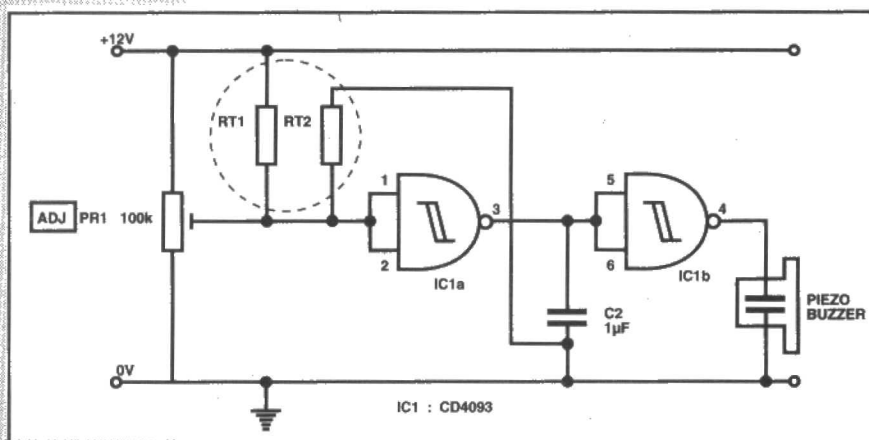 +12V
RT1
RT2
ADJ
PR1 100k
1
2
3
IC1a
5
6
4
IC1b
C2
1µF
PIEZO
BUZZER
0V
IC1 : CD4093